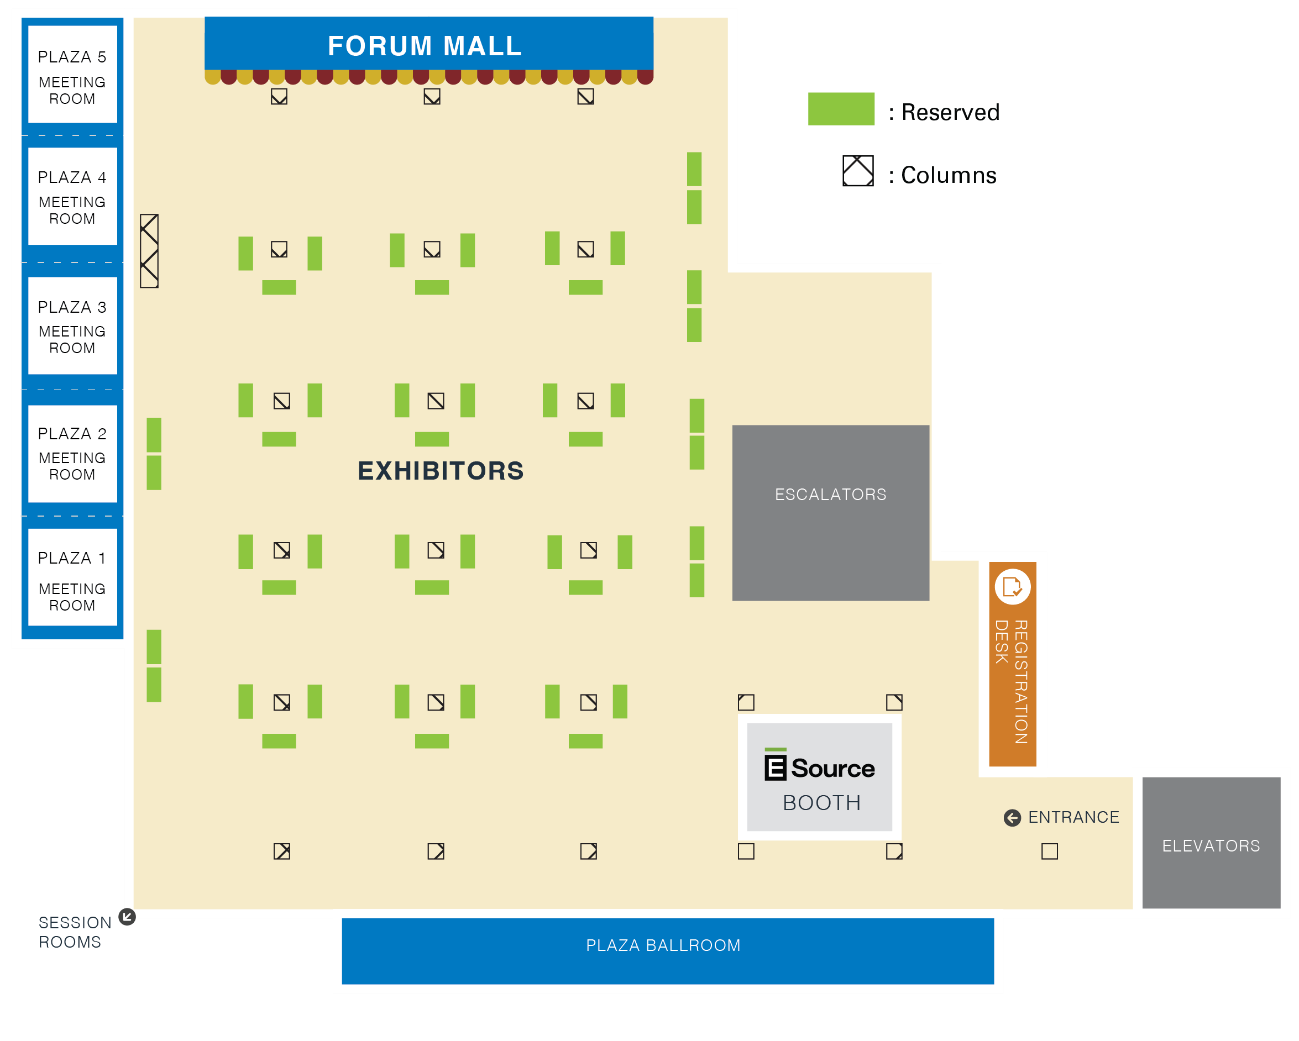 FORUM MALL
: Reserved
: Columns
PLAZA 5
MEETING
ROOM
PLAZA 4
MEETING
ROOM
PLAZA 3
MEETING
ROOM
PLAZA 2
MEETING
ROOM
PLAZA 1
MEETING
ROOM
EXHIBITORS
ESCALATORS
REGISTRATION
DESK
E Source
BOOTH
ENTRANCE
ELEVATORS
SESSION
ROOMS
PLAZA BALLROOM